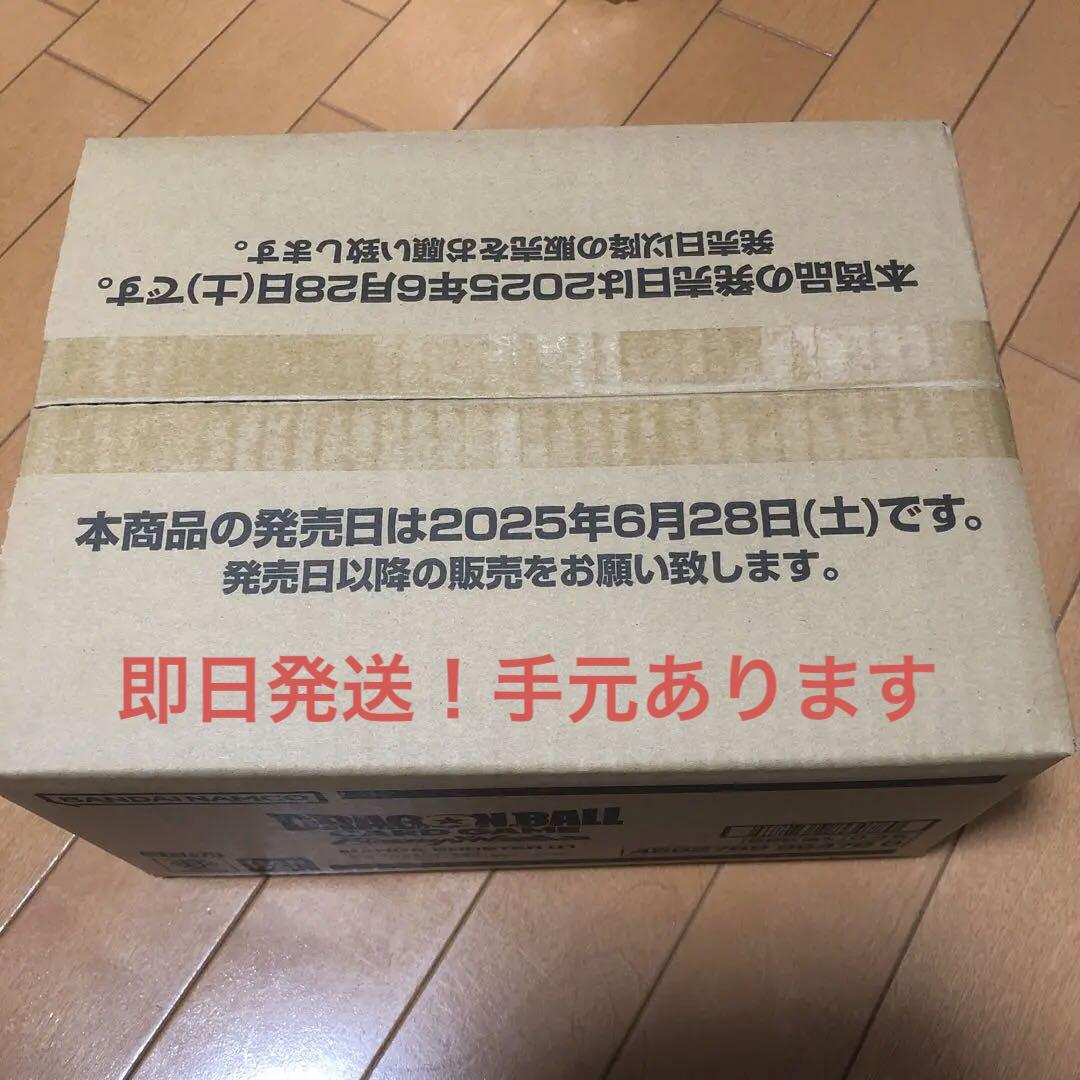 本商品の発売日は2025年6月28日(土)です。
発売日以降の販売をお願い致します。
本商品の発売日は2025年6月28日(土)です。
発売日以降の販売をお願い致します。
即日発送！手元あります
BANDAI NAMCO
DRAGON BALL
CARD GAME